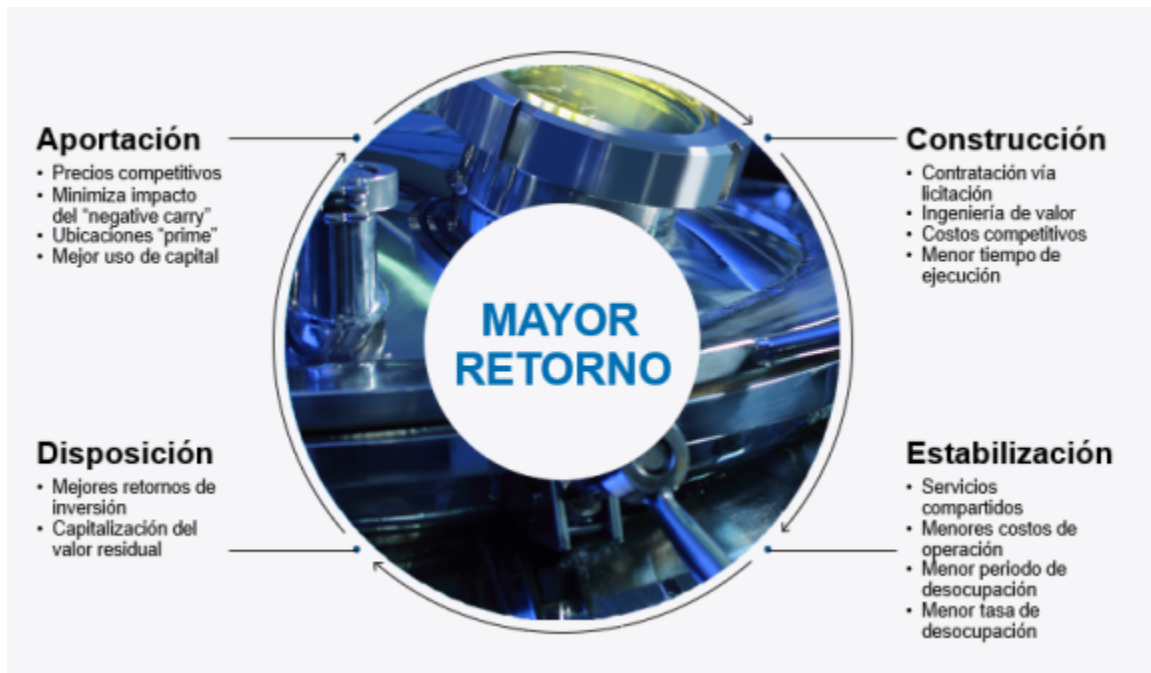 Aportación
• Precios competitivos
• Minimiza impacto
del “negative carry”
• Ubicaciones “prime”
• Mejor uso de capital
Construcción
• Contratación vía
licitación
• Ingeniería de valor
• Costos competitivos
• Menor tiempo de
ejecución
MAYOR
RETORNO
Disposición
• Mejores retornos de
inversión
• Capitalización del
valor residual
Estabilización
• Servicios
compartidos
• Menores costos de
operación
• Menor periodo de
desocupación
• Menor tasa de
desocupación